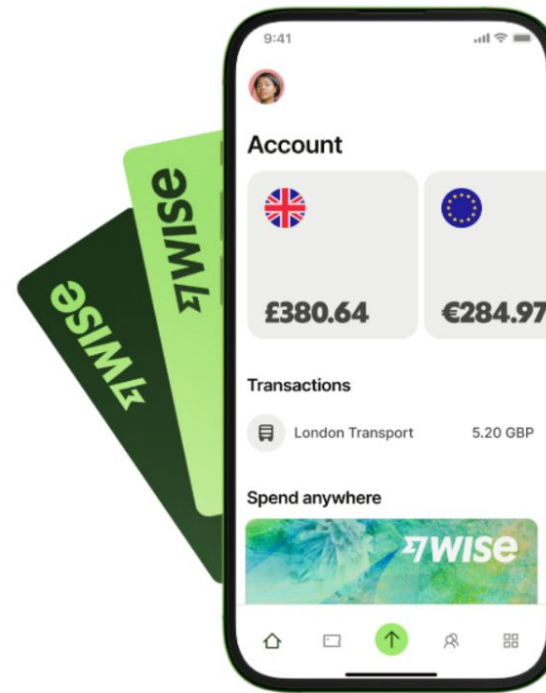 9:41
Account
£380.64
€284.97
Transactions
London Transport 5.20 GBP
Spend anywhere
WISE
WISE
WISE